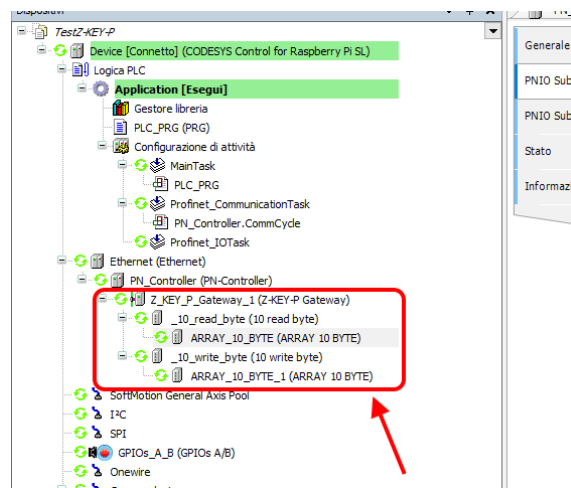 Dispositivi
TestZ-KEY-P
Device [Connetto] (CODESYS Control for Raspberry Pi SL)
Logica PLC
Application [Esegui]
Gestore libreria
PLC_PRG (PRG)
Configurazione di attività
MainTask
PLC_PRG
Profinet_CommunicationTask
PN_Controller.CommCycle
Profinet_IOTask
Ethernet (Ethernet)
PN_Controller (PN-Controller)
Z_KEY_P_Gateway_1 (Z-KEY-P Gateway)
_10_read_byte (10 read byte)
ARRAY_10_BYTE (ARRAY 10 BYTE)
_10_write_byte (10 write byte)
ARRAY_10_BYTE_1 (ARRAY 10 BYTE)
SoftMotion General Axis Pool
I²C
SPI
GPIOs_A_B (GPIOs A/B)
Onewire
Generale
PNIO Sub
PNIO Sub
Stato
Informaz